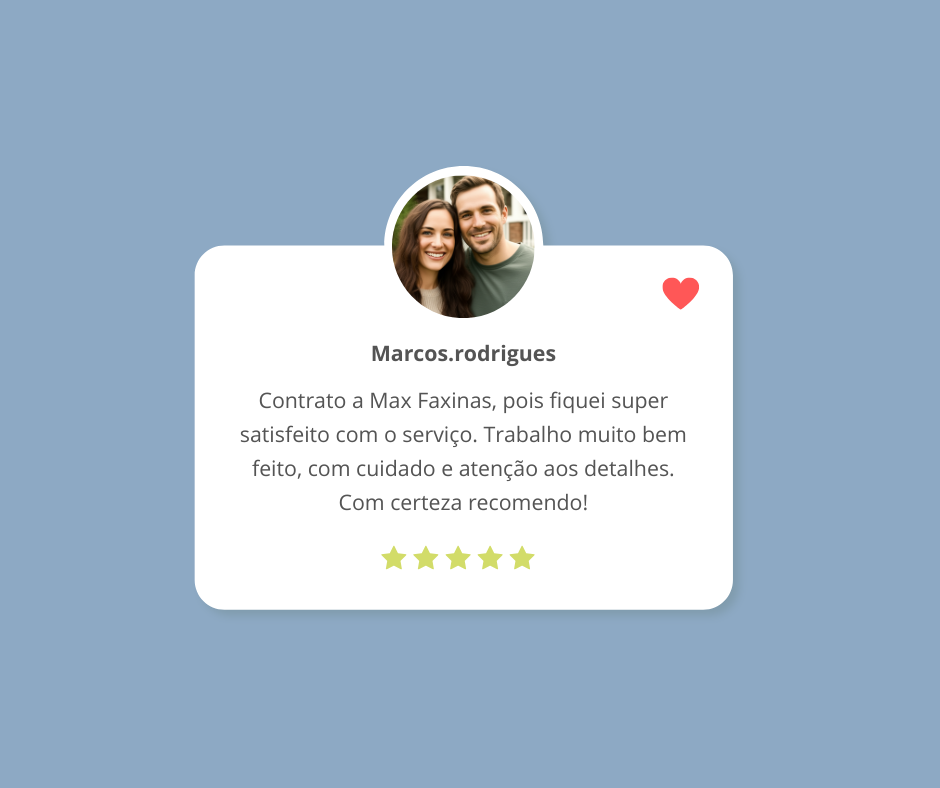 Marcos.rodrigues
Contrato a Max Faxinas, pois fiquei super
satisfeito com o serviço. Trabalho muito bem
feito, com cuidado e atenção aos detalhes.
Com certeza recomendo!